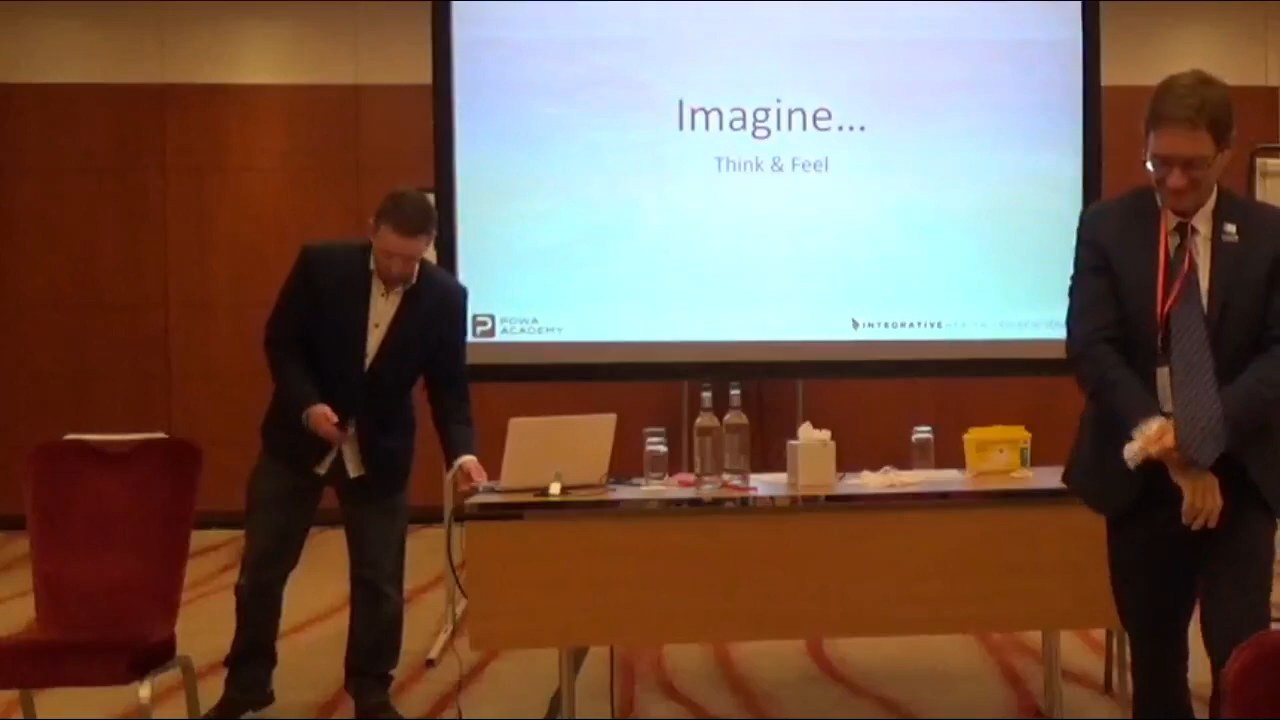 Imagine...
Think & Feel
POWA
ACADEMY
INTEGRATIVE